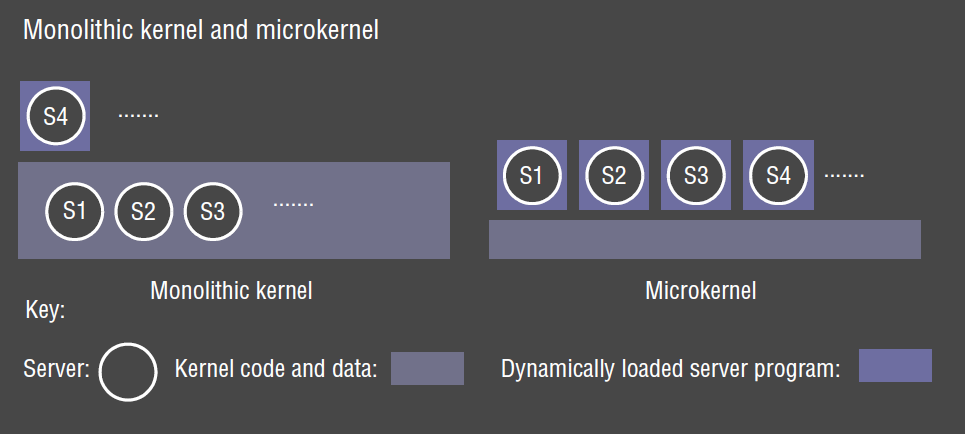 Monolithic kernel and microkernel
S4 .......
S1 S2 S3 .......
S1 S2 S3 S4 .......
Monolithic kernel
Microkernel
Key:
Server:
Kernel code and data:
Dynamically loaded server program: